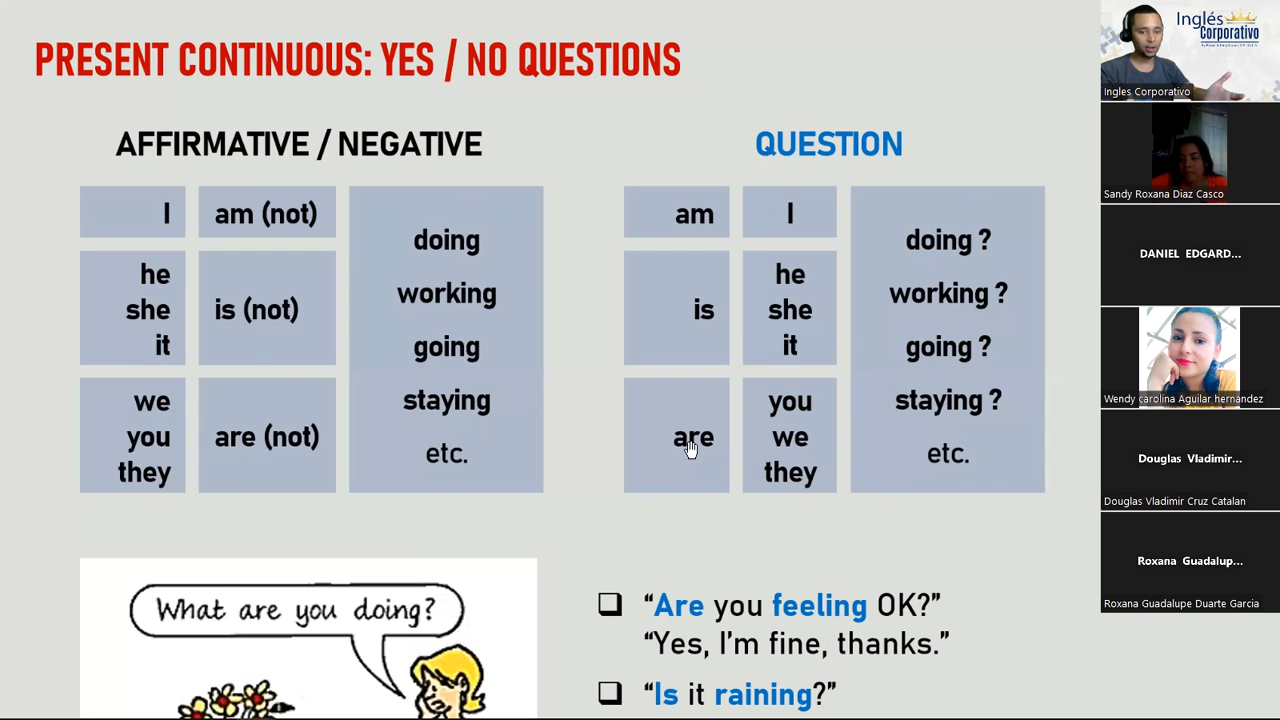 PRESENT CONTINUOUS: YES / NO QUESTIONS
AFFIRMATIVE / NEGATIVE
I
am (not)
he
she
it
is (not)
we
you
they
are (not)
doing
working
going
staying
etc.
QUESTION
am
I
is
he
she
it
are
you
we
they
doing ?
working ?
going ?
staying ?
etc.
What are you doing?
❑ “Are you feeling OK?”
“Yes, I’m fine, thanks.”
❑ “Is it raining?”
Inglés
Corporativo
Ingles Corporativo
Sandy Roxana Diaz Casco
DANIEL EDGARD...
Wendy carolina Aguilar hernandez
Douglas Vladimir...
Douglas Vladimir Cruz Catalan
Roxana Guadalup...
Roxana Guadalupe Duarte Garcia